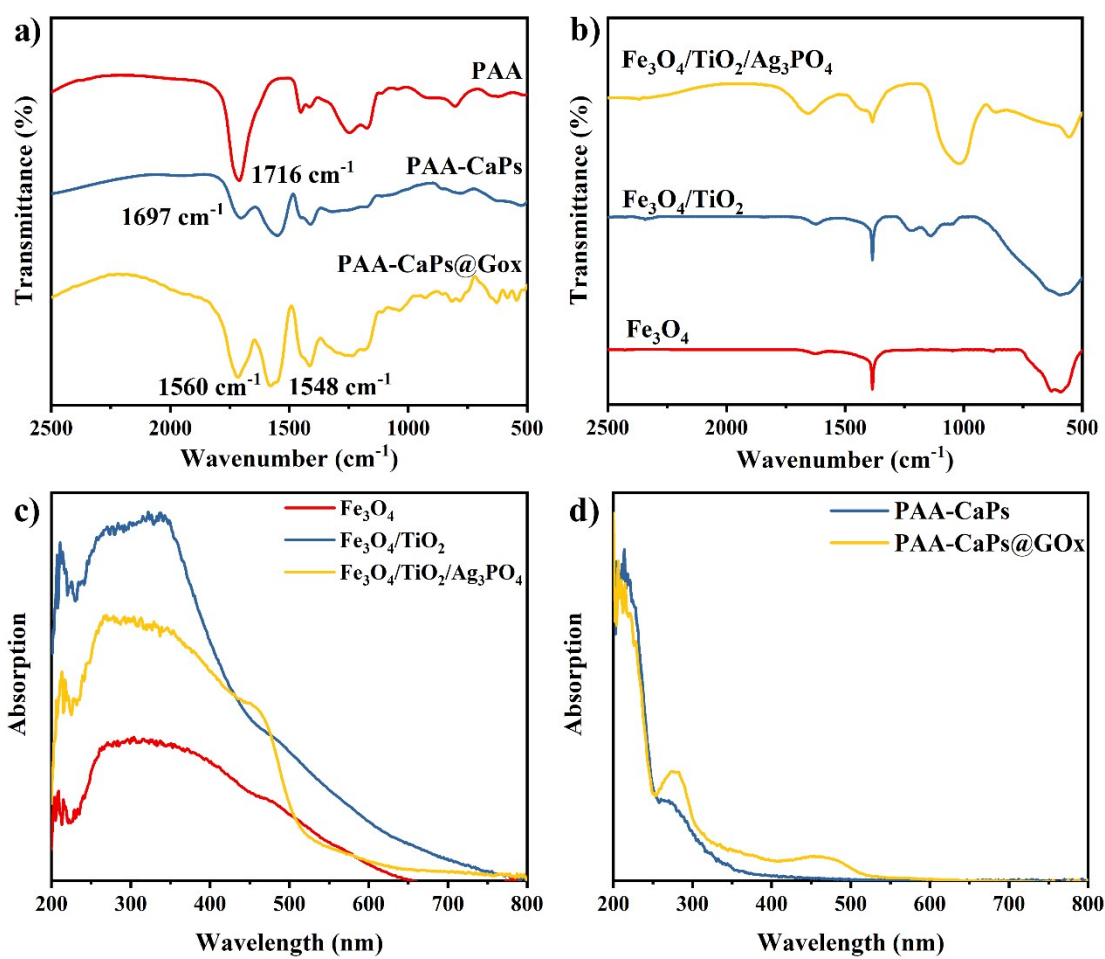 a)
PAA
1716 cm⁻¹
PAA-CaPs
1697 cm⁻¹
PAA-CaPs@Gox
1560 cm⁻¹ 1548 cm⁻¹
Transmittance (%)
2500 2000 1500 1000 500
Wavenumber (cm⁻¹)
b)
Fe₃O₄/TiO₂/Ag₃PO₄
Fe₃O₄/TiO₂
Fe₃O₄
Transmittance (%)
2500 2000 1500 1000 500
Wavenumber (cm⁻¹)
c)
Fe₃O₄
Fe₃O₄/TiO₂
Fe₃O₄/TiO₂/Ag₃PO₄
Absorption
200 300 400 500 600 700 800
Wavelength (nm)
d)
PAA-CaPs
PAA-CaPs@GOx
Absorption
200 300 400 500 600 700 800
Wavelength (nm)